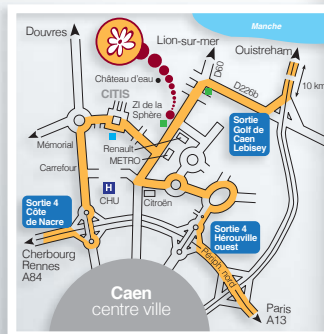 Manche
Douvres
Lion-sur-mer
Ouistreham
Château d'eau
D60
D226b
10 km
CITIS
ZI de la
Sphère
Sortie
Golf de
Caen
Lebisey
Mémorial
Renault
METRO
Carrefour
H
CHU
Citroën
Sortie 4
Côte
de Nacre
Sortie 4
Hérouville
ouest
Cherbourg
Rennes
A84
Périph. nord
Caen
centre ville
Paris
A13